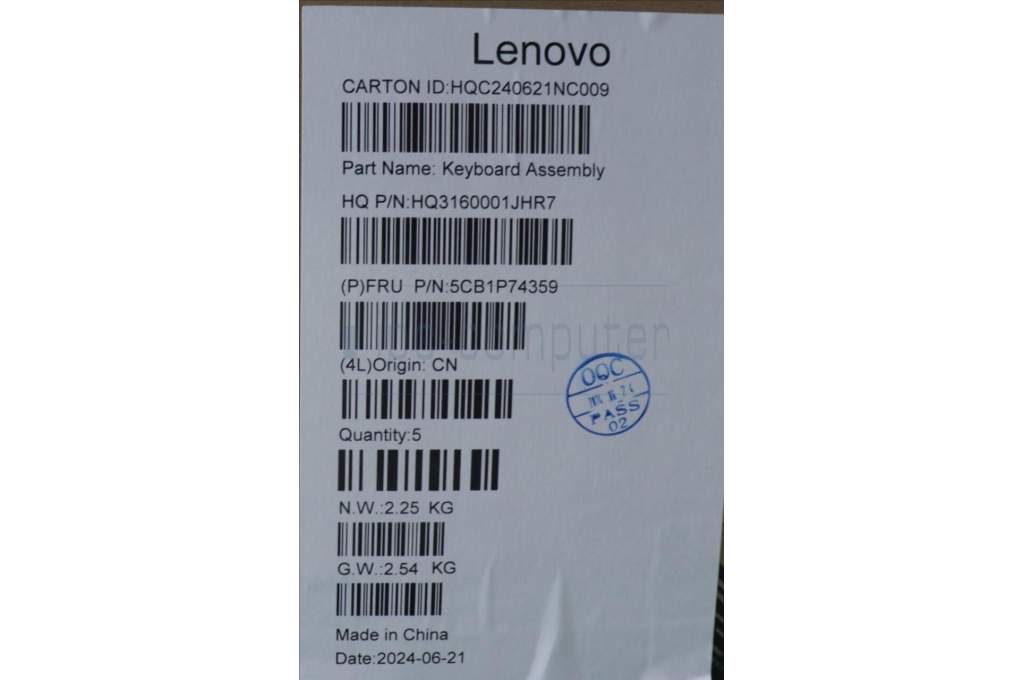 Lenovo
CARTON ID:HQC240621NC009
Part Name: Keyboard Assembly
HQ P/N:HQ3160001JHR7
(P)FRU P/N:5CB1P74359
(4L)Origin: CN
OQC
PASS
02
Quantity:5
N.W.:2.25 KG
G.W.:2.54 KG
Made in China
Date:2024-06-21